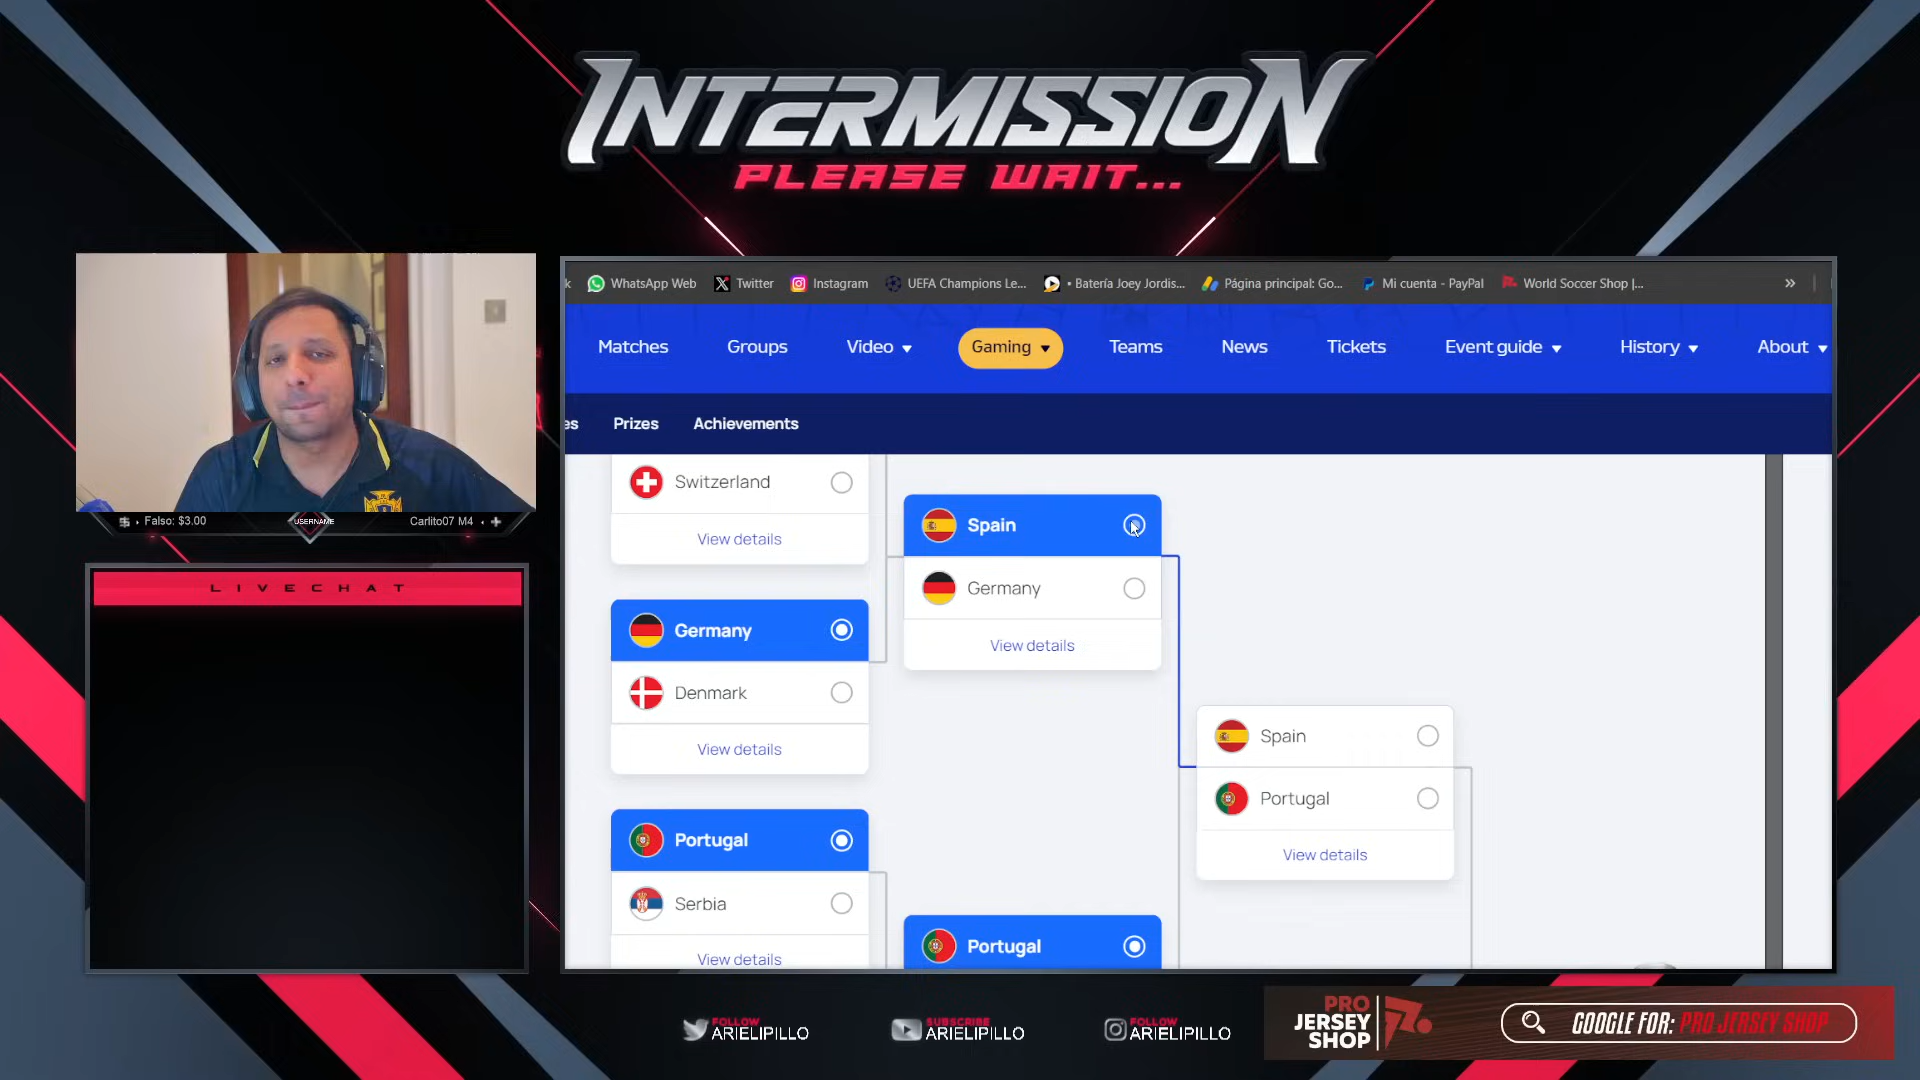 INTERMISSION
PLEASE WAIT...
WhatsApp Web
Twitter
Instagram
UEFA Champions Le...
• Batería Joey Jordis...
Página principal: Go...
Mi cuenta - PayPal
World Soccer Shop |...
»
Matches
Groups
Video
Gaming
Teams
News
Tickets
Event guide
History
About
es
Prizes
Achievements
Switzerland
View details
Germany
Denmark
View details
Portugal
Serbia
View details
Spain
Germany
View details
Portugal
Spain
Portugal
View details
Falso: $3.00
USERNAME
Carlito07 M4
LIVECHAT
FOLLOW
ARIELIPILLO
SUBSCRIBE
ARIELIPILLO
FOLLOW
ARIELIPILLO
PRO
JERSEY
SHOP
GOOGLE FOR: PRO JERSEY SHOP